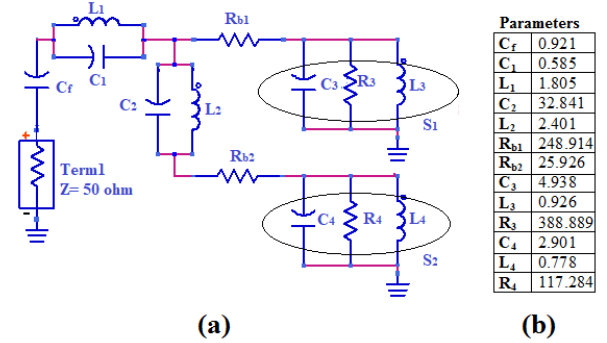 L1
C1
Cf
Term1
Z= 50 ohm
+
-
Rb1
C2
L2
Rb2
C3
R3
L3
S1
C4
R4
L4
S2
(a)
Parameters
Cf 0.921
C1 0.585
L1 1.805
C2 32.841
L2 2.401
Rb1 248.914
Rb2 25.926
C3 4.938
L3 0.926
R3 388.889
C4 2.901
L4 0.778
R4 117.284
(b)